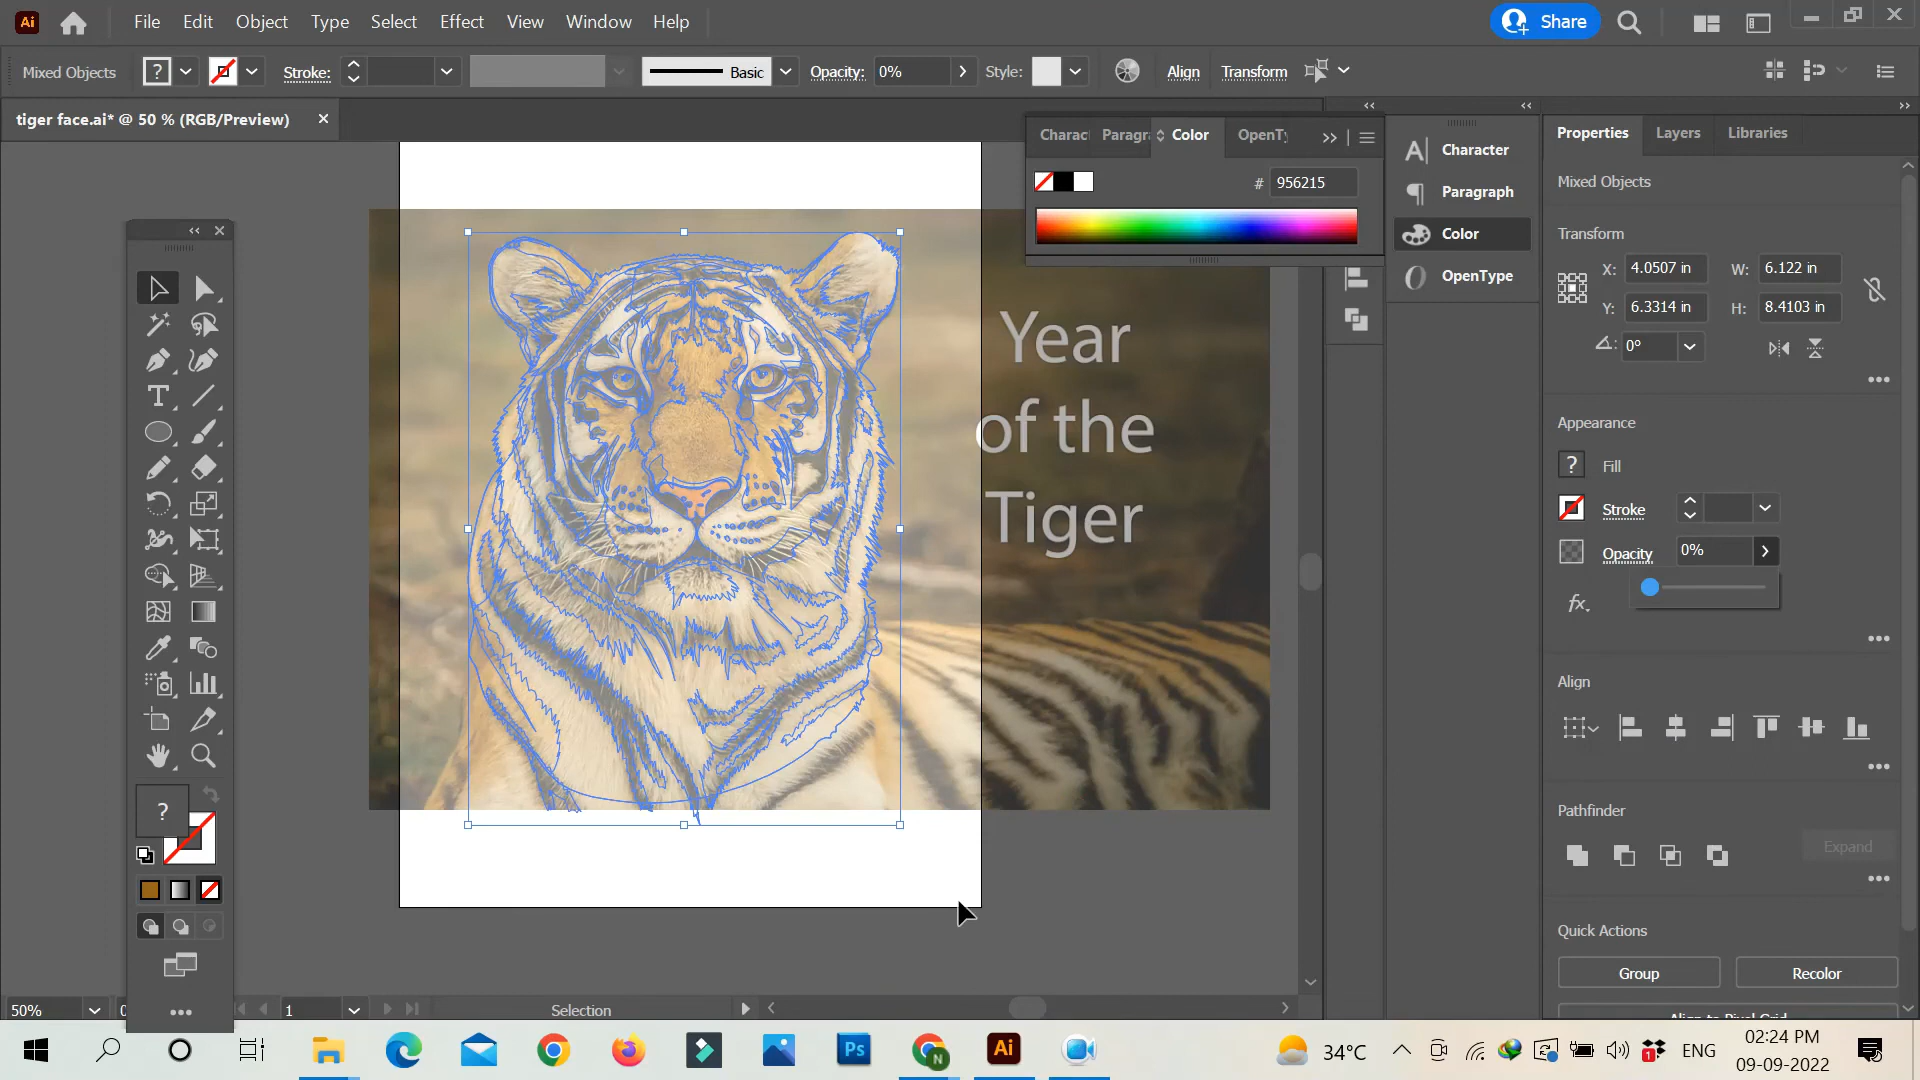 Ai File Edit Object Type Select Effect View Window Help Share
Mixed Objects ? Stroke: Basic Opacity: 0% Style: Align Transform
tiger face.ai* @ 50 % (RGB/Preview) ×
Charac Paragr Color OpenTy
# 956215
Character
Paragraph
Color
OpenType
Properties Layers Libraries
Mixed Objects
Transform
X: 4.0507 in W: 6.122 in
Y: 6.3314 in H: 8.4103 in
0°
Appearance
? Fill
Stroke
Opacity 0%
fx.
Align
Pathfinder
Expand
Quick Actions
Group Recolor
Align to Pixel Grid
Year
of the
Tiger
?
50% 1 Selection
Ps N Ai 34°C 1 ENG
02:24 PM
09-09-2022